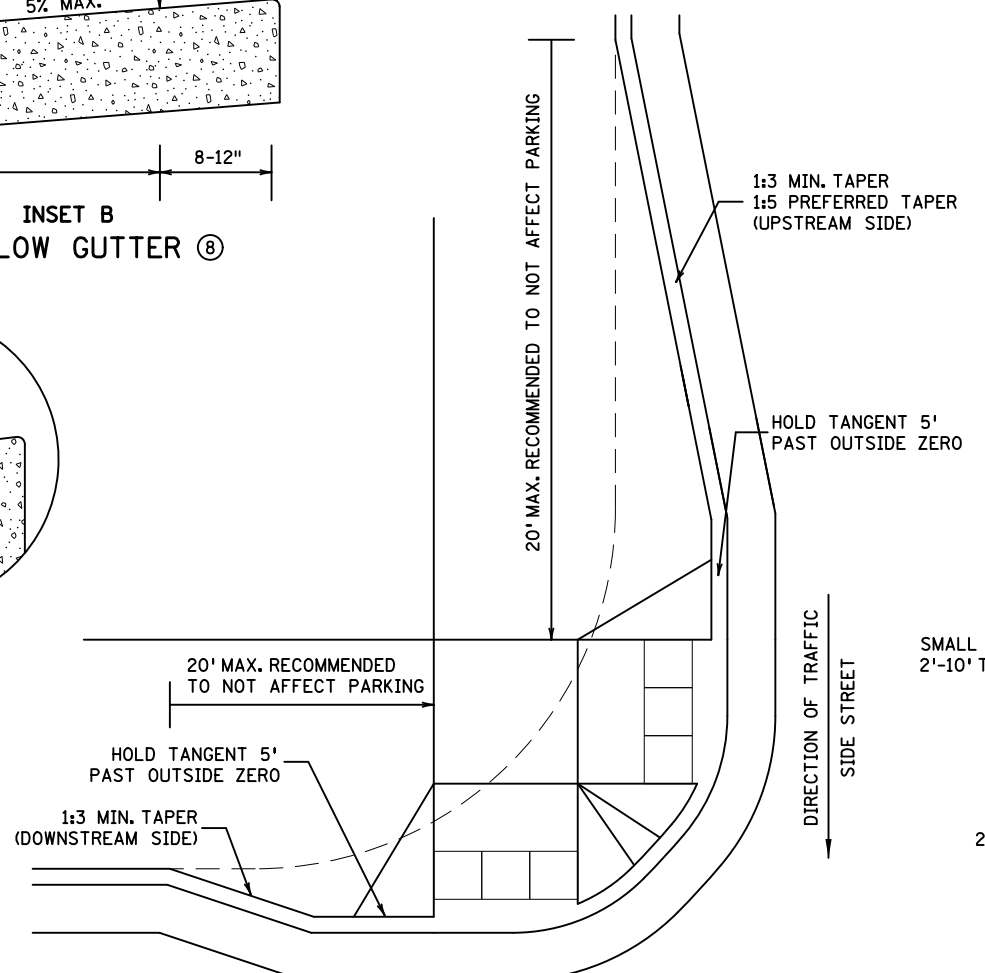 5% MAX.
8-12"
INSET B
LOW GUTTER ⑧
20' MAX. RECOMMENDED TO NOT AFFECT PARKING
1:3 MIN. TAPER
1:5 PREFERRED TAPER
(UPSTREAM SIDE)
HOLD TANGENT 5'
PAST OUTSIDE ZERO
20' MAX. RECOMMENDED
TO NOT AFFECT PARKING
HOLD TANGENT 5'
PAST OUTSIDE ZERO
1:3 MIN. TAPER
(DOWNSTREAM SIDE)
DIRECTION OF TRAFFIC
SIDE STREET
SMALL
2'-10'
2